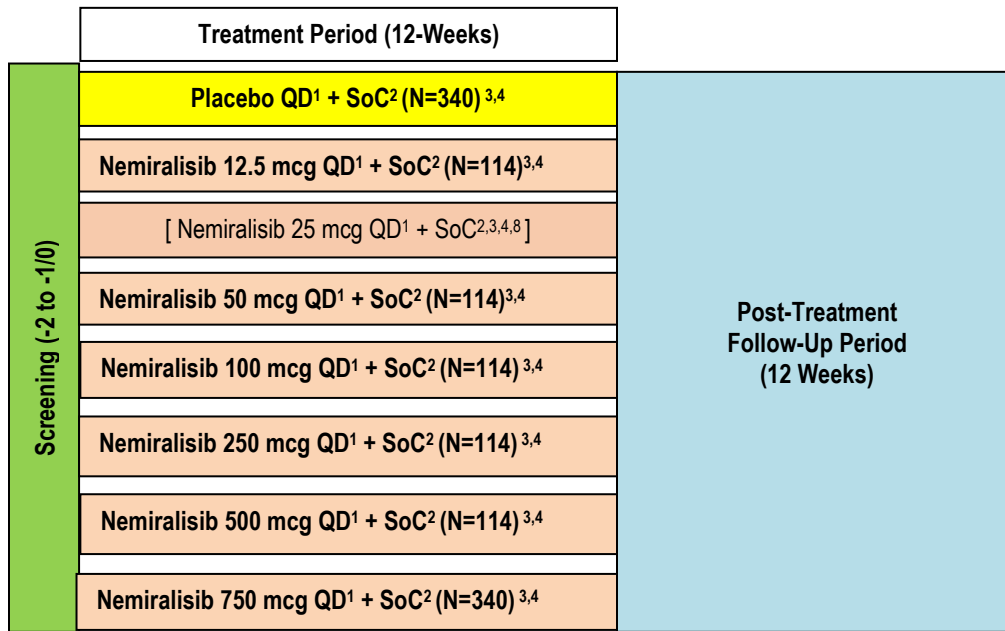 Treatment Period (12-Weeks)
Screening (-2 to -1/0)
Placebo QD¹ + SoC² (N=340) ³,⁴
Nemiralisib 12.5 mcg QD¹ + SoC² (N=114)³,⁴
[ Nemiralisib 25 mcg QD¹ + SoC²,³,⁴,⁸ ]
Nemiralisib 50 mcg QD¹ + SoC² (N=114)³,⁴
Nemiralisib 100 mcg QD¹ + SoC² (N=114) ³,⁴
Nemiralisib 250 mcg QD¹ + SoC² (N=114) ³,⁴
Nemiralisib 500 mcg QD¹ + SoC² (N=114) ³,⁴
Nemiralisib 750 mcg QD¹ + SoC² (N=340) ³,⁴
Post-Treatment
Follow-Up Period
(12 Weeks)